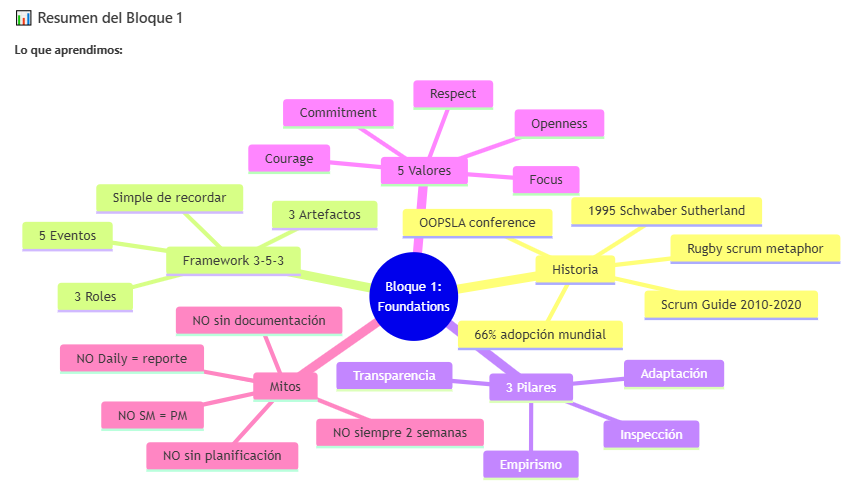 📊 Resumen del Bloque 1
Lo que aprendimos:
Respect
Commitment
Openness
Courage
5 Valores
Focus
Simple de recordar
3 Artefactos
5 Eventos
Framework 3-5-3
3 Roles
OOPSLA conference
1995 Schwaber Sutherland
Rugby scrum metaphor
Historia
Scrum Guide 2010-2020
66% adopción mundial
Bloque 1:
Foundations
NO sin documentación
NO Daily = reporte
Mitos
NO SM = PM
NO siempre 2 semanas
NO sin planificación
Transparencia
3 Pilares
Adaptación
Inspección
Empirismo